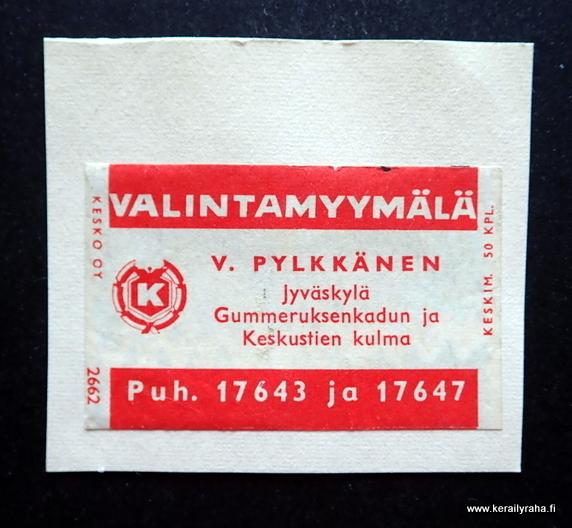 VALINTAMYYMÄLÄ
KESKO OY
2662
K
V. PYLKKÄNEN
Jyväskylä
Gummeruksenkadun ja
Keskustien kulma
KESKIM. 50 KPL.
Puh. 17643 ja 17647
www.kerailyraha.fi